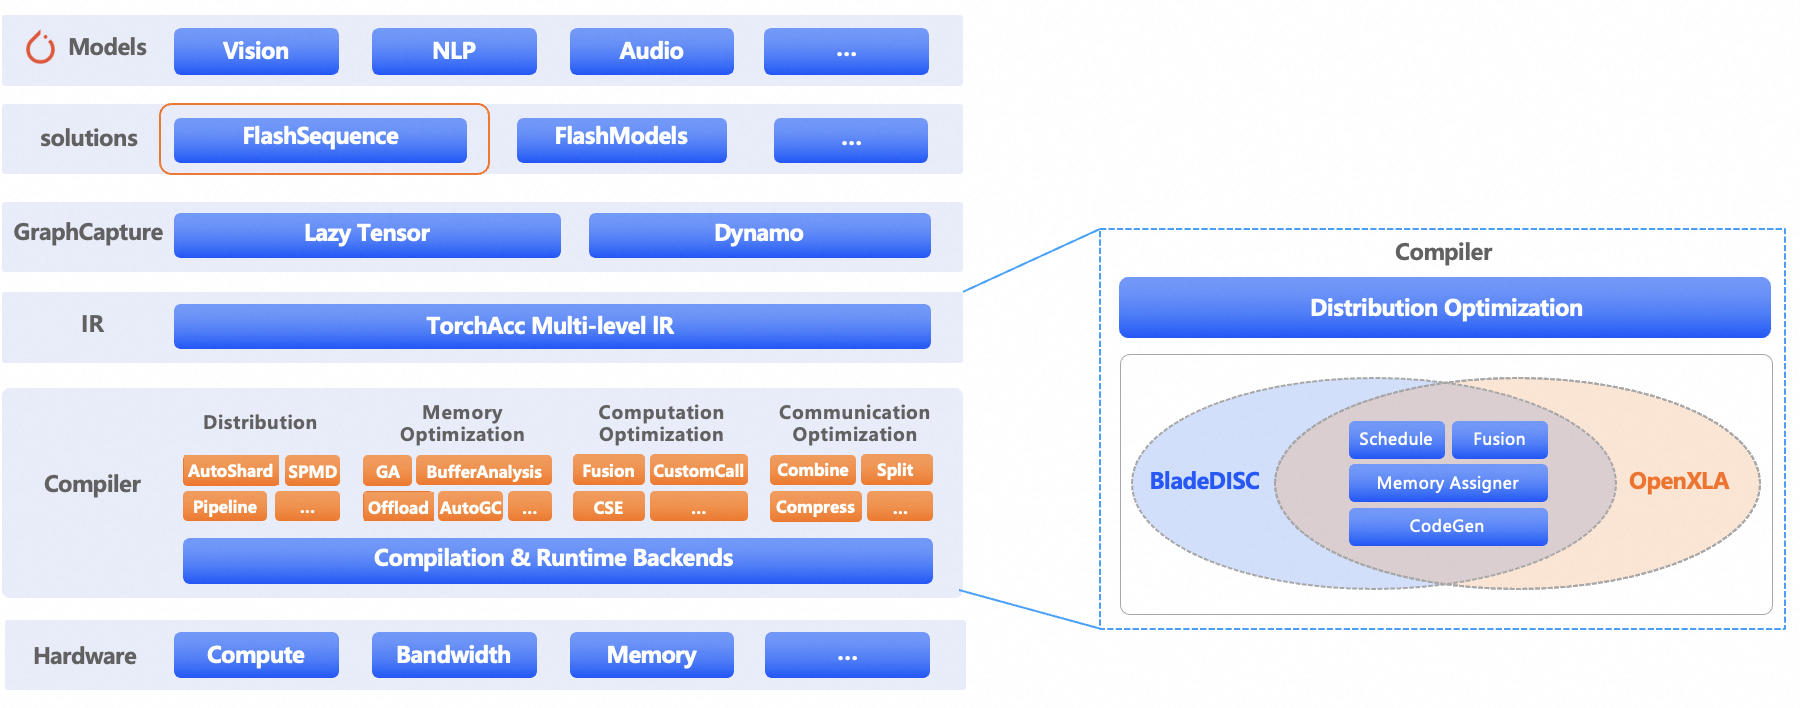 Models
Vision
NLP
Audio
...
solutions
FlashSequence
FlashModels
...
GraphCapture
Lazy Tensor
Dynamo
IR
TorchAcc Multi-level IR
Compiler
Distribution
AutoShard
SPMD
Pipeline
...
Memory
Optimization
GA
BufferAnalysis
Offload
AutoGC
...
Computation
Optimization
Fusion
CustomCall
CSE
...
Communication
Optimization
Combine
Split
Compress
...
Compilation & Runtime Backends
Hardware
Compute
Bandwidth
Memory
...
Compiler
Distribution Optimization
BladeDISC
Schedule
Fusion
Memory Assigner
CodeGen
OpenXLA